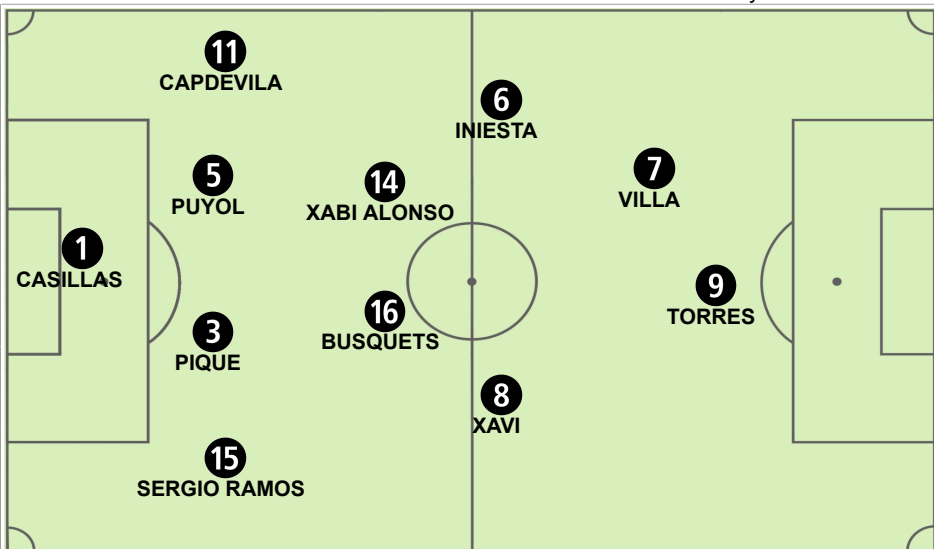 11
CAPDEVILA
6
INIESTA
5
PUYOL
14
XABI ALONSO
7
VILLA
1
CASILLAS
9
TORRES
16
BUSQUETS
3
PIQUE
8
XAVI
15
SERGIO RAMOS